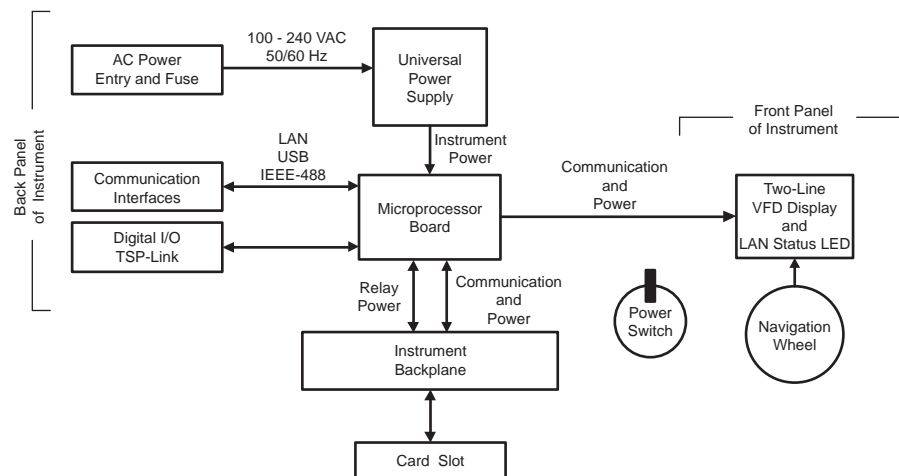 Back Panel
of Instrument
AC Power
Entry and Fuse
100 - 240 VAC
50/60 Hz
Universal
Power
Supply
Front Panel
of Instrument
Instrument
Power
LAN
USB
IEEE-488
Communication
Interfaces
Digital I/O
TSP-Link
Microprocessor
Board
Communication
and
Power
Two-Line
VFD Display
and
LAN Status LED
Relay
Power
Communication
and
Power
Power
Switch
Navigation
Wheel
Instrument
Backplane
Card Slot